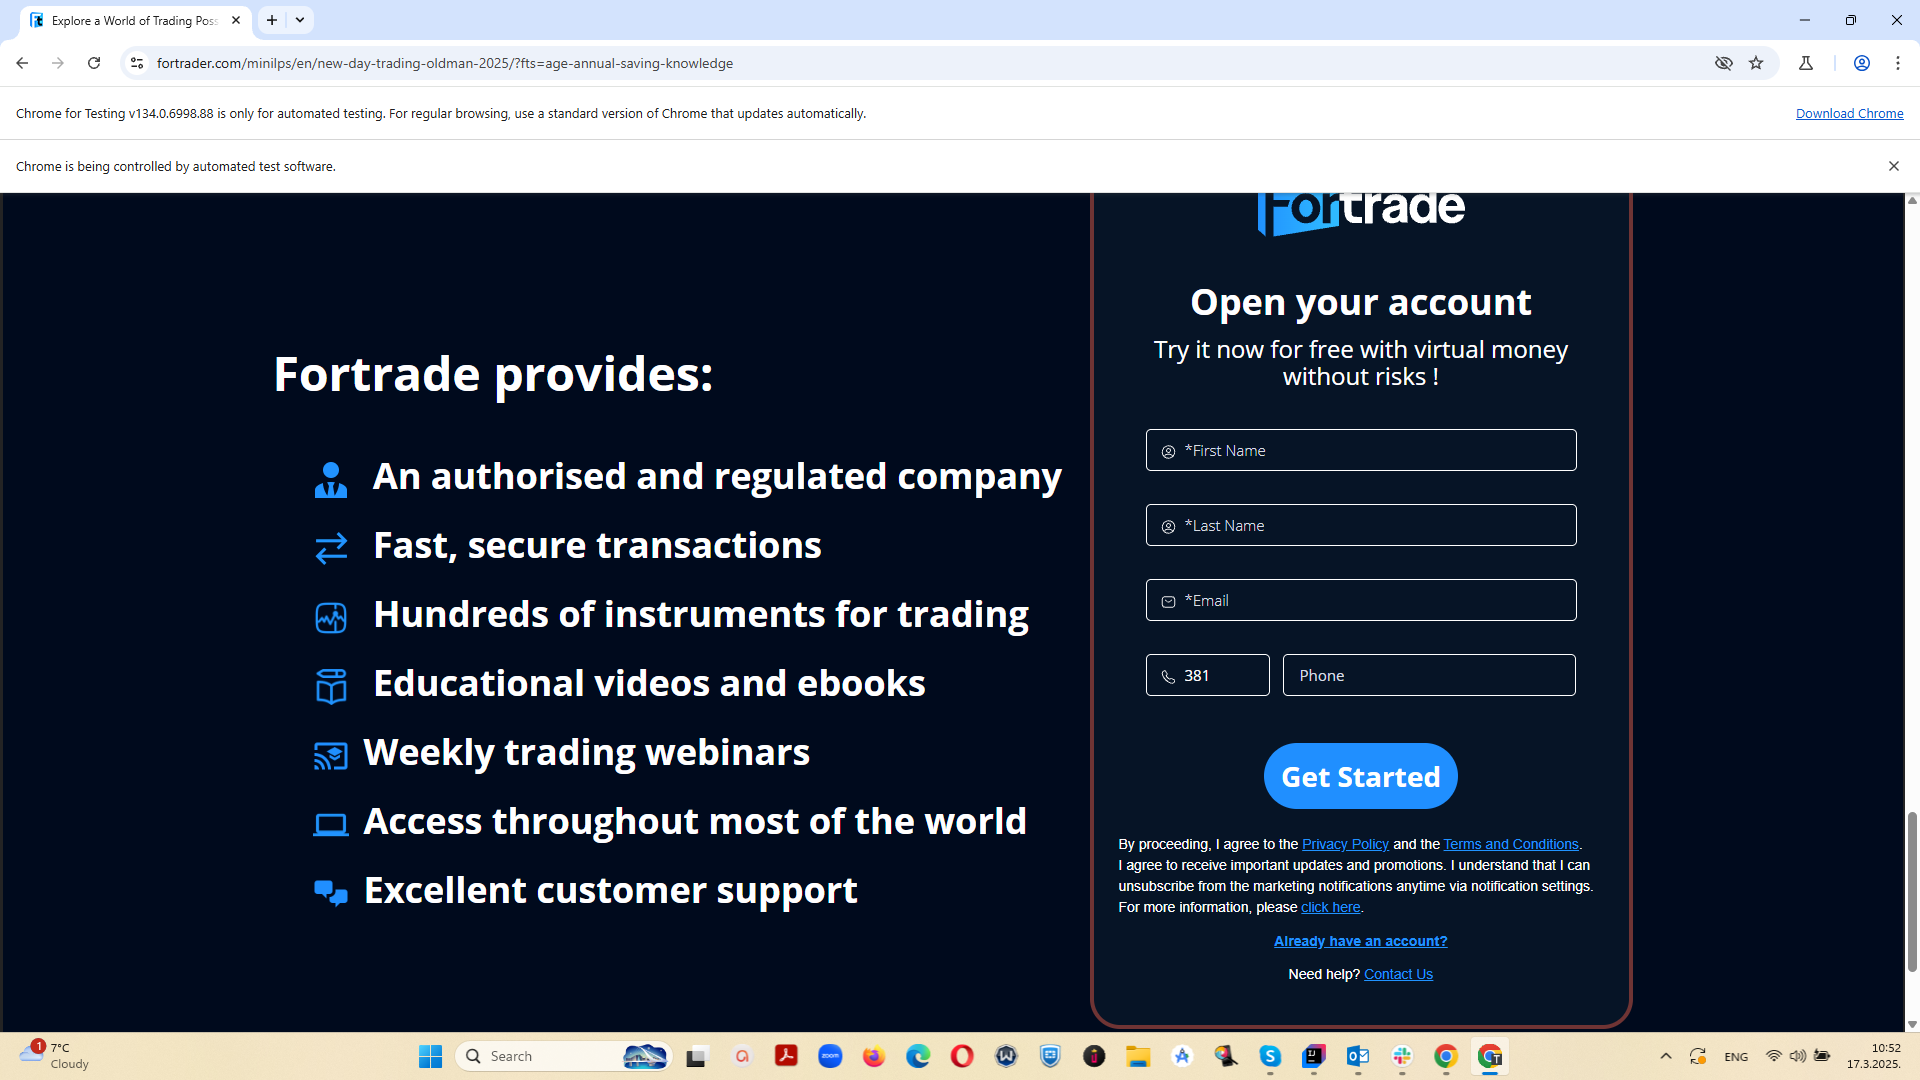 Explore a World of Trading Poss
fortrader.com/minilps/en/new-day-trading-oldman-2025/?fts=age-annual-saving-knowledge
Chrome for Testing v134.0.6998.88 is only for automated testing. For regular browsing, use a standard version of Chrome that updates automatically.
Download Chrome
Chrome is being controlled by automated test software.
Fortrade
Open your account
Try it now for free with virtual money
without risks !
Fortrade provides:
An authorised and regulated company
Fast, secure transactions
Hundreds of instruments for trading
Educational videos and ebooks
Weekly trading webinars
Access throughout most of the world
Excellent customer support
*First Name
*Last Name
*Email
381
Phone
Get Started
By proceeding, I agree to the Privacy Policy and the Terms and Conditions.
I agree to receive important updates and promotions. I understand that I can
unsubscribe from the marketing notifications anytime via notification settings.
For more information, please click here.
Already have an account?
Need help? Contact Us
1
7°C
Cloudy
Search
zoom
ENG
10:52
17.3.2025.